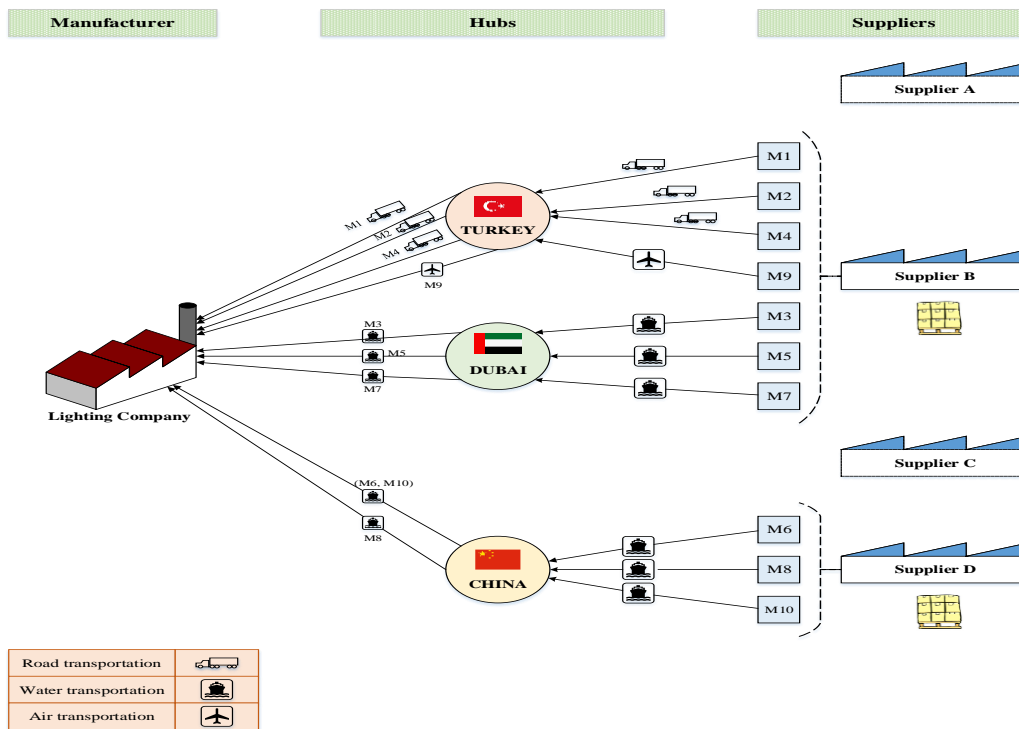 Manufacturer
Hubs
Suppliers
Supplier A
M1
M2
M4
M9
M3
M5
M7
Supplier B
TURKEY
M1
M2
M4
M9
DUBAI
M3
M5
M7
Lighting Company
Supplier C
(M6, M10)
M8
CHINA
M6
M8
M10
Supplier D
Road transportation
Water transportation
Air transportation